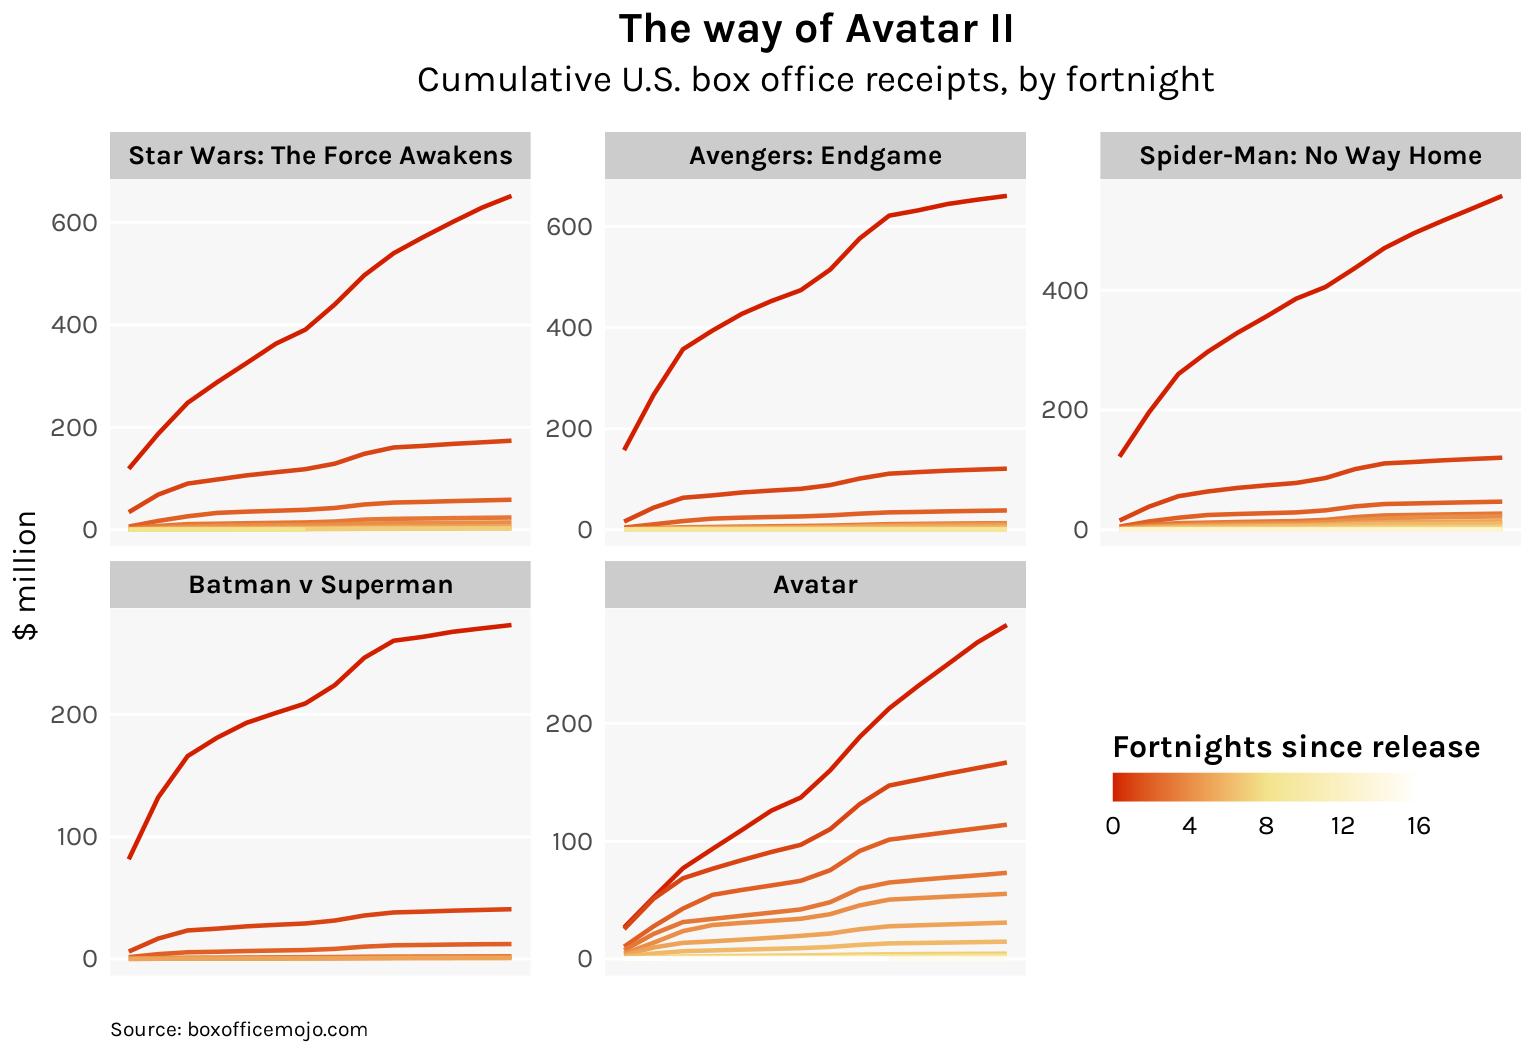 The way of Avatar II
Cumulative U.S. box office receipts, by fortnight
Star Wars: The Force Awakens
Avengers: Endgame
Spider-Man: No Way Home
600
400
200
0
600
400
200
0
400
200
0
$ million
Batman v Superman
Avatar
200
100
0
200
100
0
Fortnights since release
0 4 8 12 16
Source: boxofficemojo.com